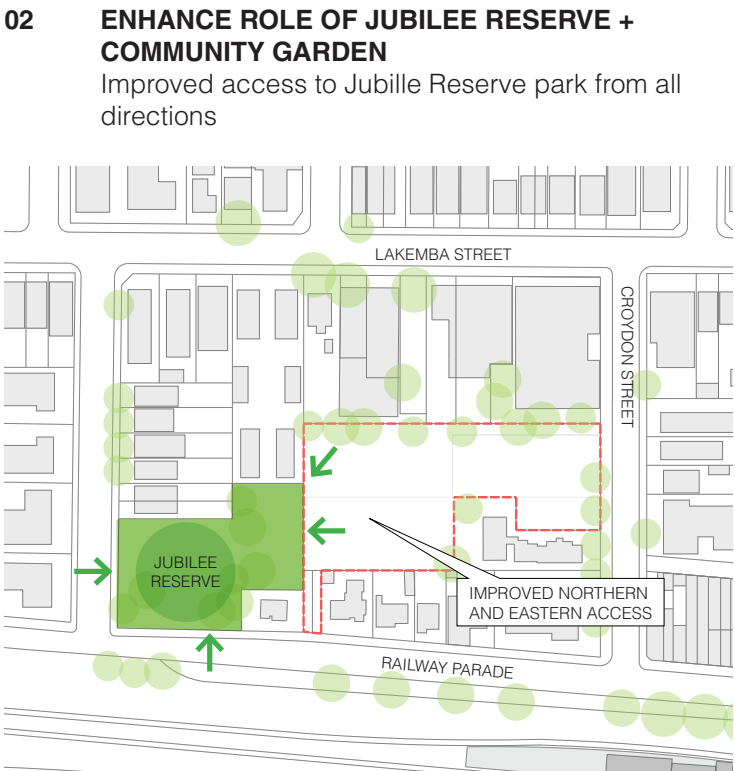 02 ENHANCE ROLE OF JUBILEE RESERVE +
COMMUNITY GARDEN
Improved access to Jubille Reserve park from all
directions
LAKEMBA STREET
CROYDON STREET
JUBILEE
RESERVE
IMPROVED NORTHERN
AND EASTERN ACCESS
RAILWAY PARADE